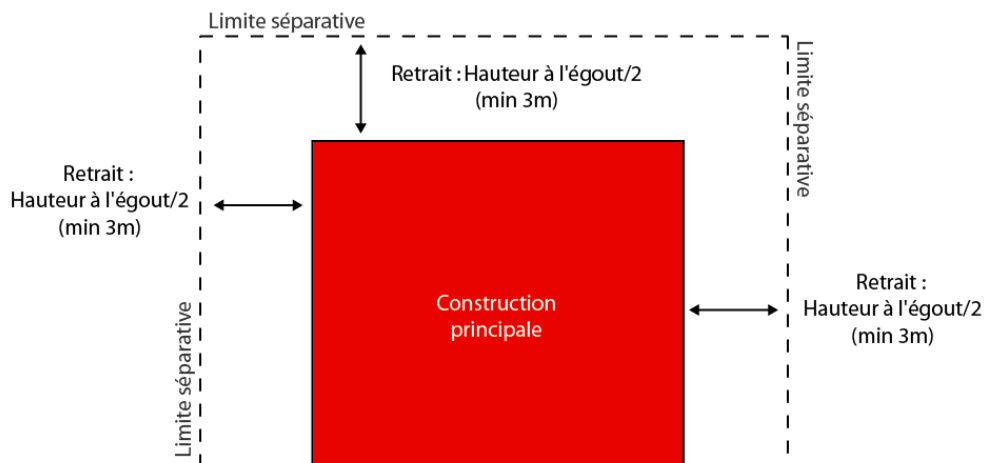 Limite séparative
Retrait : Hauteur à l'égout/2
(min 3m)
Limite séparative
Retrait :
Hauteur à l'égout/2
(min 3m)
Construction
principale
Retrait :
Hauteur à l'égout/2
(min 3m)
Limite séparative